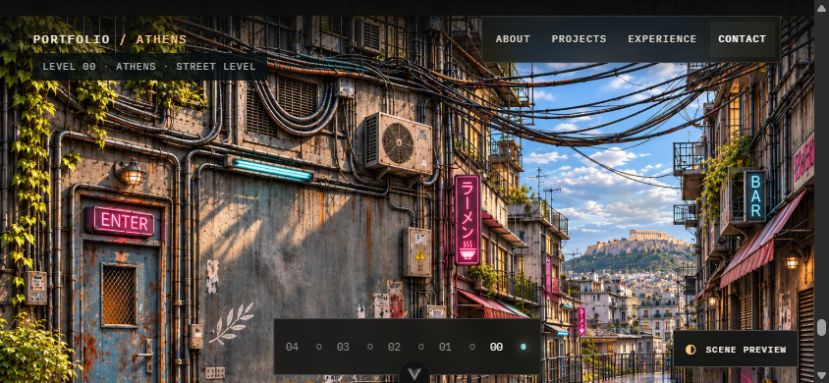 PORTFOLIO / ATHENS
ABOUT PROJECTS EXPERIENCE CONTACT
LEVEL 00 · ATHENS · STREET LEVEL
ENTER
ラーメン
BAR
04 03 02 01 00
SCENE PREVIEW